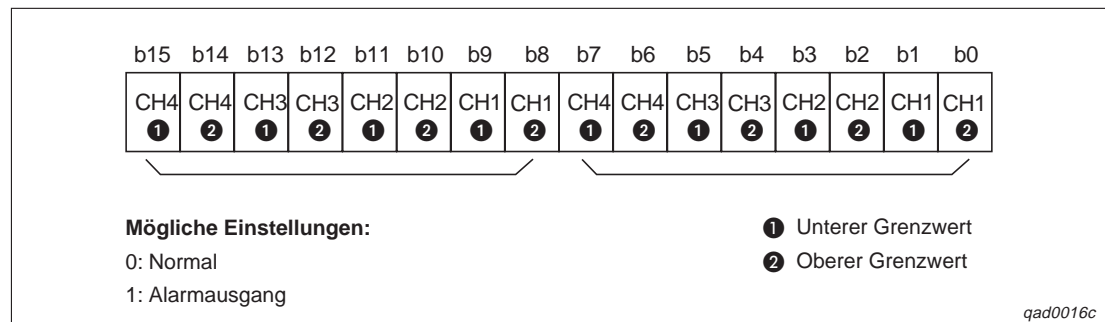 b15 b14 b13 b12 b11 b10 b9 b8 b7 b6 b5 b4 b3 b2 b1 b0
CH4 CH4 CH3 CH3 CH2 CH2 CH1 CH1 CH4 CH4 CH3 CH3 CH2 CH2 CH1 CH1
❶ ❷ ❶ ❷ ❶ ❷ ❶ ❷ ❶ ❷ ❶ ❷ ❶ ❷ ❶ ❷
Mögliche Einstellungen:
0: Normal
1: Alarmausgang
❶ Unterer Grenzwert
❷ Oberer Grenzwert
qad0016c